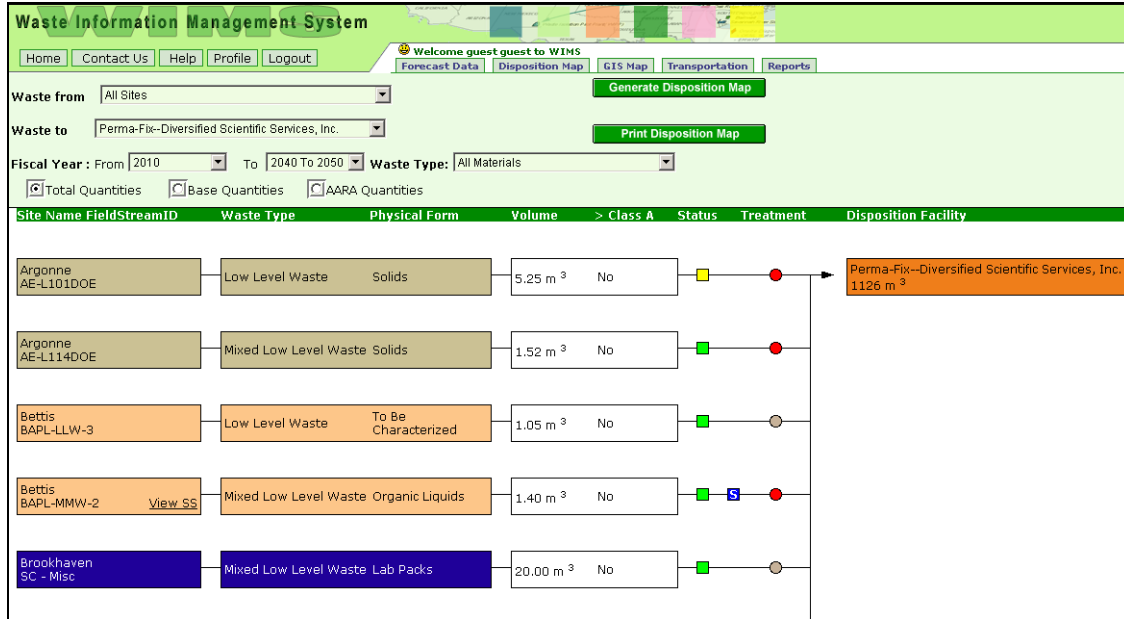 Waste Information Management System
WIMS
Home Contact Us Help Profile Logout
Welcome guest guest to WIMS
Forecast Data Disposition Map GIS Map Transportation Reports
Waste from All Sites
Generate Disposition Map
Waste to Perma-Fix--Diversified Scientific Services, Inc.
Print Disposition Map
Fiscal Year : From 2010 To 2040 To 2050 Waste Type: All Materials
Total Quantities Base Quantities AARA Quantities
Site Name FieldStreamID Waste Type Physical Form Volume > Class A Status Treatment Disposition Facility
Argonne
AE-L101DOE
Low Level Waste Solids 5.25 m 3 No
Perma-Fix--Diversified Scientific Services, Inc.
1126 m 3
Argonne
AE-L114DOE
Mixed Low Level Waste Solids 1.52 m 3 No
Bettis
BAPL-LLW-3
Low Level Waste
To Be
Characterized
1.05 m 3 No
Bettis
BAPL-MMW-2 View SS
Mixed Low Level Waste Organic Liquids 1.40 m 3 No S
Brookhaven
SC - Misc
Mixed Low Level Waste Lab Packs 20.00 m 3 No